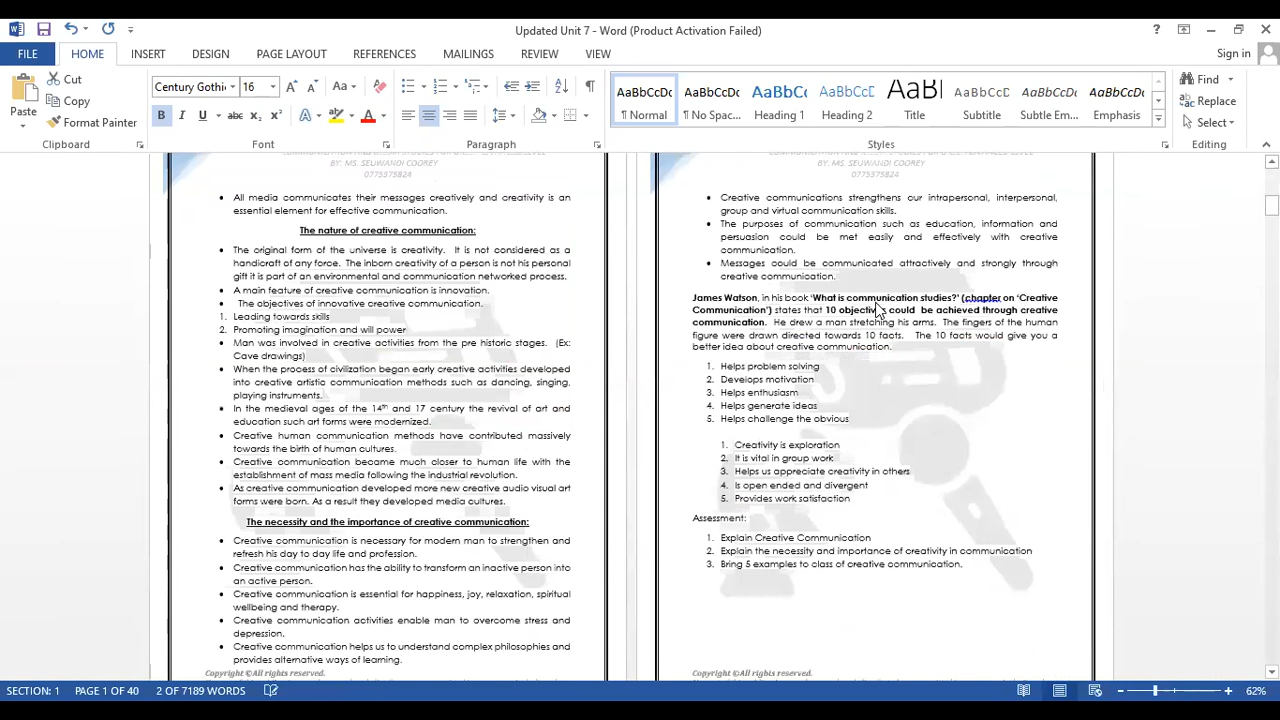 Updated Unit 7 - Word (Product Activation Failed)
FILE HOME INSERT DESIGN PAGE LAYOUT REFERENCES MAILINGS REVIEW VIEW Sign in
Cut
Copy
Format Painter
Paste
Clipboard
Century Gothi 16
Font
Paragraph
AaBbCcDc AaBbCcDc AaBbC AaBbCcD AaBl AaBbCcD AaBbCcDc AaBbCcDc
¶ Normal ¶ No Spac... Heading 1 Heading 2 Title Subtitle Subtle Em... Emphasis
Styles
Find
Replace
Select
Editing
BY: MS. SEUWANDI COOREY
0775375824
• All media communicates their messages creatively and creativity is an
essential element for effective communication.
The nature of creative communication:
• The original form of the universe is creativity. It is not considered as a
handicraft of any force. The inborn creativity of a person is not his personal
gift it is part of an environmental and communication networked process.
• A main feature of creative communication is innovation.
• The objectives of innovative creative communication.
1. Leading towards skills
2. Promoting imagination and will power
• Man was involved in creative activities from the pre historic stages. (Ex:
Cave drawings)
• When the process of civilization began early creative activities developed
into creative artistic communication methods such as dancing, singing,
playing instruments.
• In the medieval ages of the 14th and 17 century the revival of art and
education such art forms were modernized.
• Creative human communication methods have contributed massively
towards the birth of human cultures.
• Creative communication became much closer to human life with the
establishment of mass media following the industrial revolution.
• As creative communication developed more new creative audio visual art
forms were born. As a result they developed media cultures.
The necessity and the importance of creative communication:
• Creative communication is necessary for modern man to strengthen and
refresh his day to day life and profession.
• Creative communication has the ability to transform an inactive person into
an active person.
• Creative communication is essential for happiness, joy, relaxation, spiritual
wellbeing and therapy.
• Creative communication activities enable man to overcome stress and
depression.
• Creative communication helps us to understand complex philosophies and
provides alternative ways of learning.
Copyright ©All rights reserved.
BY: MS. SEUWANDI COOREY
0775375824
• Creative communications strengthens our intrapersonal, interpersonal,
group and virtual communication skills.
• The purposes of communication such as education, information and
persuasion could be met easily and effectively with creative
communication.
• Messages could be communicated attractively and strongly through
creative communication.
James Watson, in his book 'What is communication studies?' (chapter on 'Creative
Communication') states that 10 objectives could be achieved through creative
communication. He drew a man stretching his arms. The fingers of the human
figure were drawn directed towards 10 facts. The 10 facts would give you a
better idea about creative communication.
1. Helps problem solving
2. Develops motivation
3. Helps enthusiasm
4. Helps generate ideas
5. Helps challenge the obvious
1. Creativity is exploration
2. It is vital in group work
3. Helps us appreciate creativity in others
4. Is open ended and divergent
5. Provides work satisfaction
Assessment:
1. Explain Creative Communication
2. Explain the necessity and importance of creativity in communication
3. Bring 5 examples to class of creative communication.
Copyright ©All rights reserved.
SECTION: 1 PAGE 1 OF 40 2 OF 7189 WORDS 62%